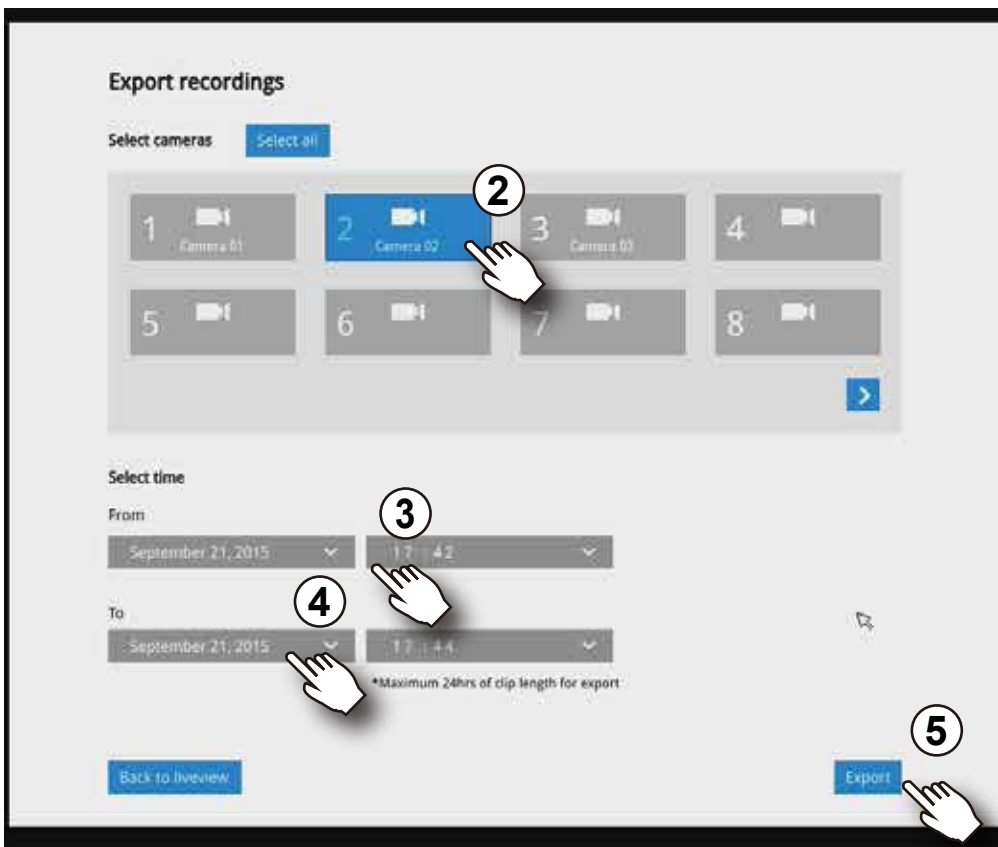 Export recordings
Select cameras Select all
2
1 2 3 4
Camera 01 Camera 02 Camera 03
5 6 7 8
Select time
From
3
September 21, 2015 17 : 42
4
To
September 21, 2015 17 : 44
*Maximum 24hrs of clip length for export
5
Back to liveview Export